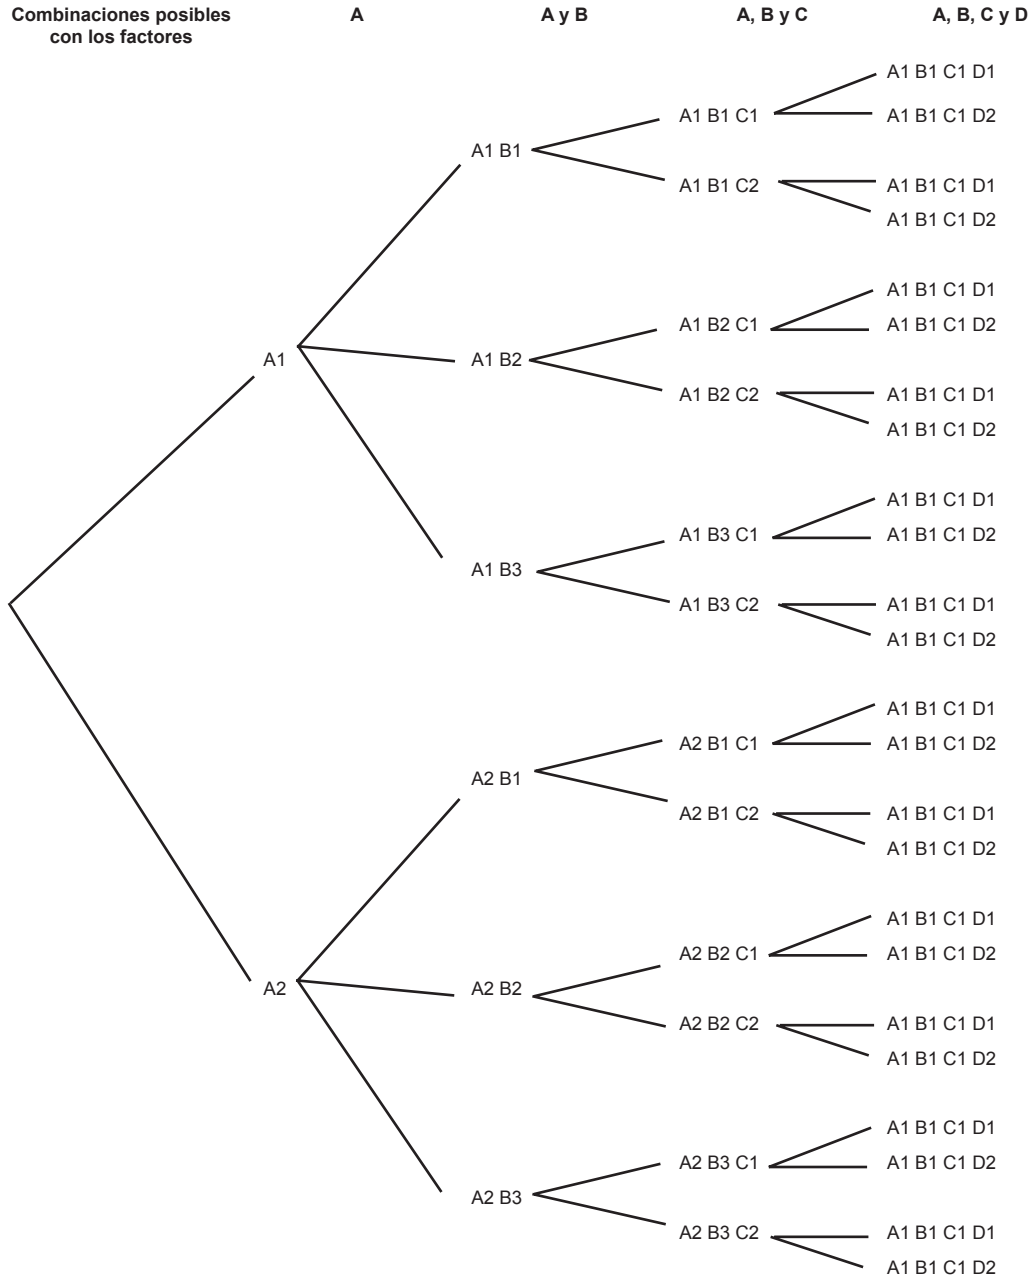 Combinaciones posibles
con los factores
A
A y B
A, B y C
A, B, C y D
A1 B1 C1 D1
A1 B1 C1
A1 B1 C1 D2
A1 B1
A1 B1 C2
A1 B1 C1 D1
A1 B1 C1 D2
A1 B1 C1 D1
A1 B2 C1
A1 B1 C1 D2
A1
A1 B2
A1 B2 C2
A1 B1 C1 D1
A1 B1 C1 D2
A1 B1 C1 D1
A1 B3 C1
A1 B1 C1 D2
A1 B3
A1 B3 C2
A1 B1 C1 D1
A1 B1 C1 D2
A1 B1 C1 D1
A2 B1 C1
A1 B1 C1 D2
A2 B1
A2 B1 C2
A1 B1 C1 D1
A1 B1 C1 D2
A1 B1 C1 D1
A2 B2 C1
A1 B1 C1 D2
A2
A2 B2
A2 B2 C2
A1 B1 C1 D1
A1 B1 C1 D2
A1 B1 C1 D1
A2 B3 C1
A1 B1 C1 D2
A2 B3
A2 B3 C2
A1 B1 C1 D1
A1 B1 C1 D2